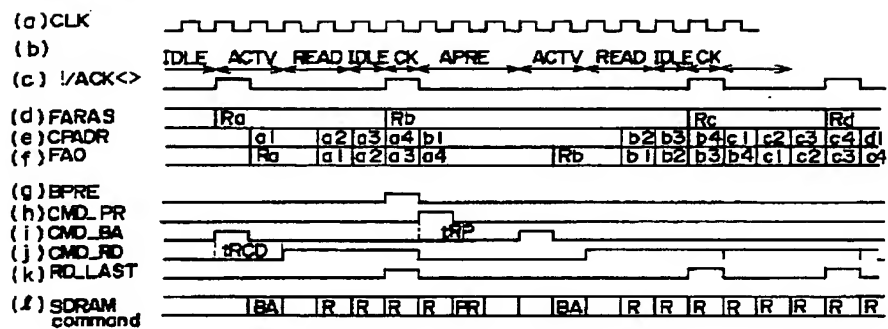 (a)CLK
(b)
IDLE ACTV READ IDLE CK APRE ACTV READ IDLE CK
(c) !/ACK<>
(d) FARAS Ra Rb Rc Rd
(e) CPADR a1 a2 a3 a4 b1 b2 b3 b4 c1 c2 c3 c4 d1
(f) FAO Ra a1 a2 a3 a4 Rb b1 b2 b3 b4 c1 c2 c3 c4
(g) BPRE
(h) CMD_PR
(i) CMD_BA tRP
(j) CMD_RD tRCD
(k) RD_LAST
(l) SDRAM BA R R R R PR BA R R R R R R R R
command